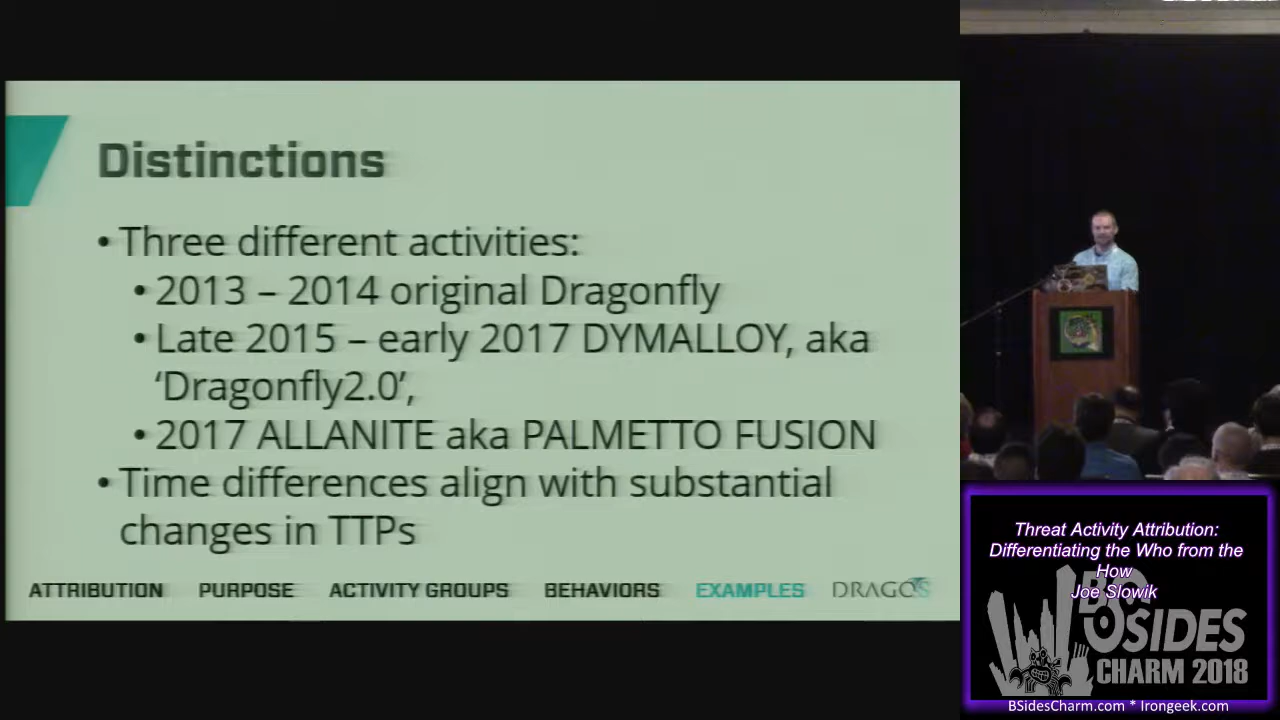 Distinctions
• Three different activities:
• 2013 – 2014 original Dragonfly
• Late 2015 – early 2017 DYMALLOY, aka
‘Dragonfly2.0’,
• 2017 ALLANITE aka PALMETTO FUSION
• Time differences align with substantial
changes in TTPs
ATTRIBUTION PURPOSE ACTIVITY GROUPS BEHAVIORS EXAMPLES DRAGOS
Threat Activity Attribution:
Differentiating the Who from the
How
Joe Slowik
BSIDES
CHARM 2018
BSidesCharm.com * Irongeek.com